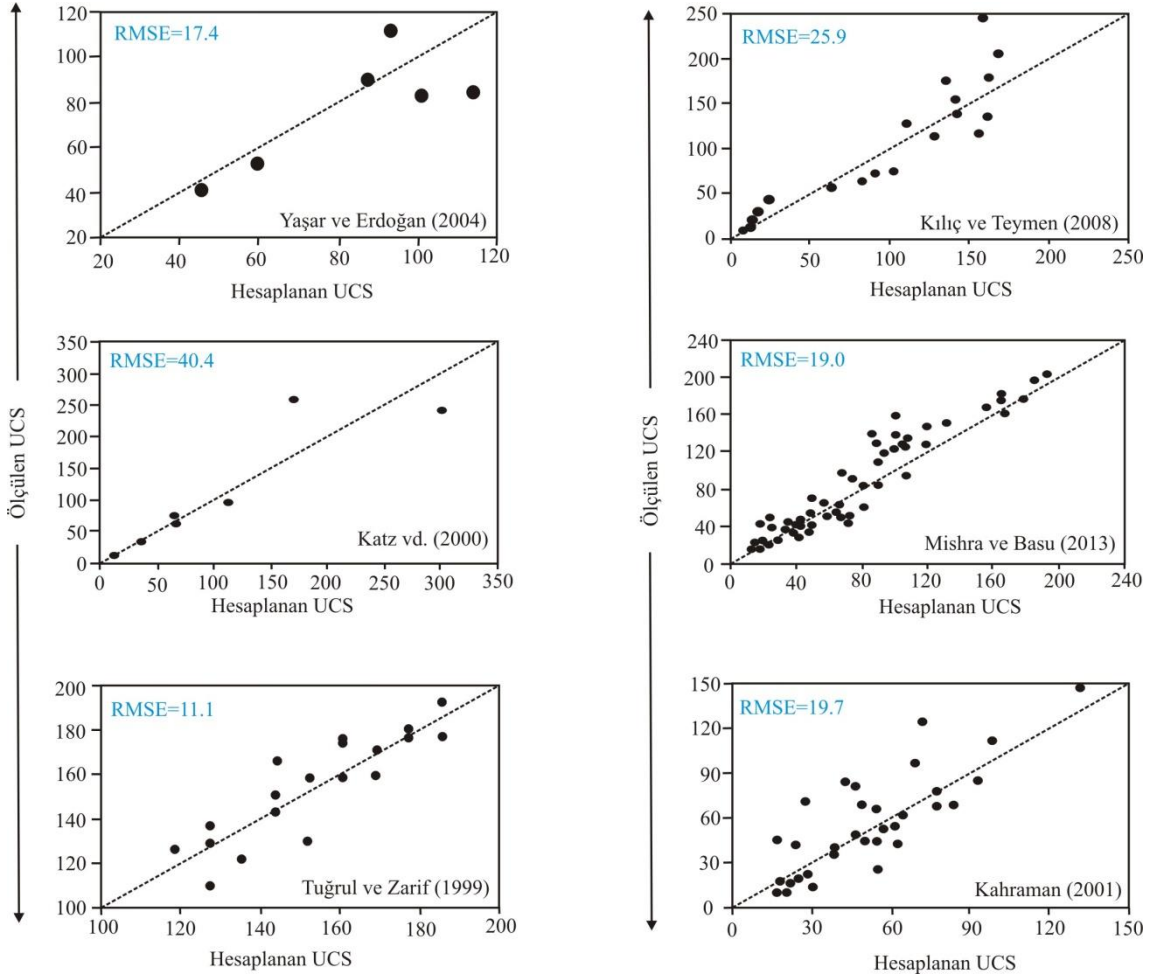 Ölçülen UCS
120
100
80
60
40
20
RMSE=17.4
Yaşar ve Erdoğan (2004)
20 40 60 80 100 120
Hesaplanan UCS
350
300
250
200
150
100
50
0
RMSE=40.4
Katz vd. (2000)
0 50 100 150 200 250 300 350
Hesaplanan UCS
200
180
160
140
120
100
RMSE=11.1
Tuğrul ve Zarif (1999)
100 120 140 160 180 200
Hesaplanan UCS
Ölçülen UCS
250
200
150
100
50
0
RMSE=25.9
Kılıç ve Teymen (2008)
0 50 100 150 200 250
Hesaplanan UCS
240
200
160
120
80
40
0
RMSE=19.0
Mishra ve Basu (2013)
0 40 80 120 160 200 240
Hesaplanan UCS
150
120
90
60
30
0
RMSE=19.7
Kahraman (2001)
0 30 60 90 120 150
Hesaplanan UCS